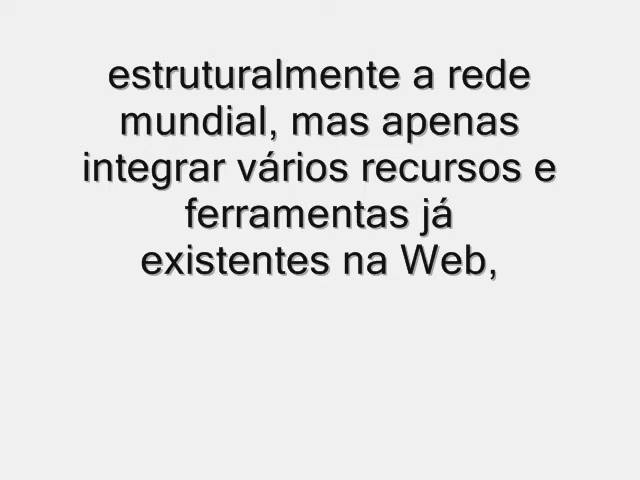 estruturalmente a rede
mundial, mas apenas
integrar vários recursos e
ferramentas já
existentes na Web,